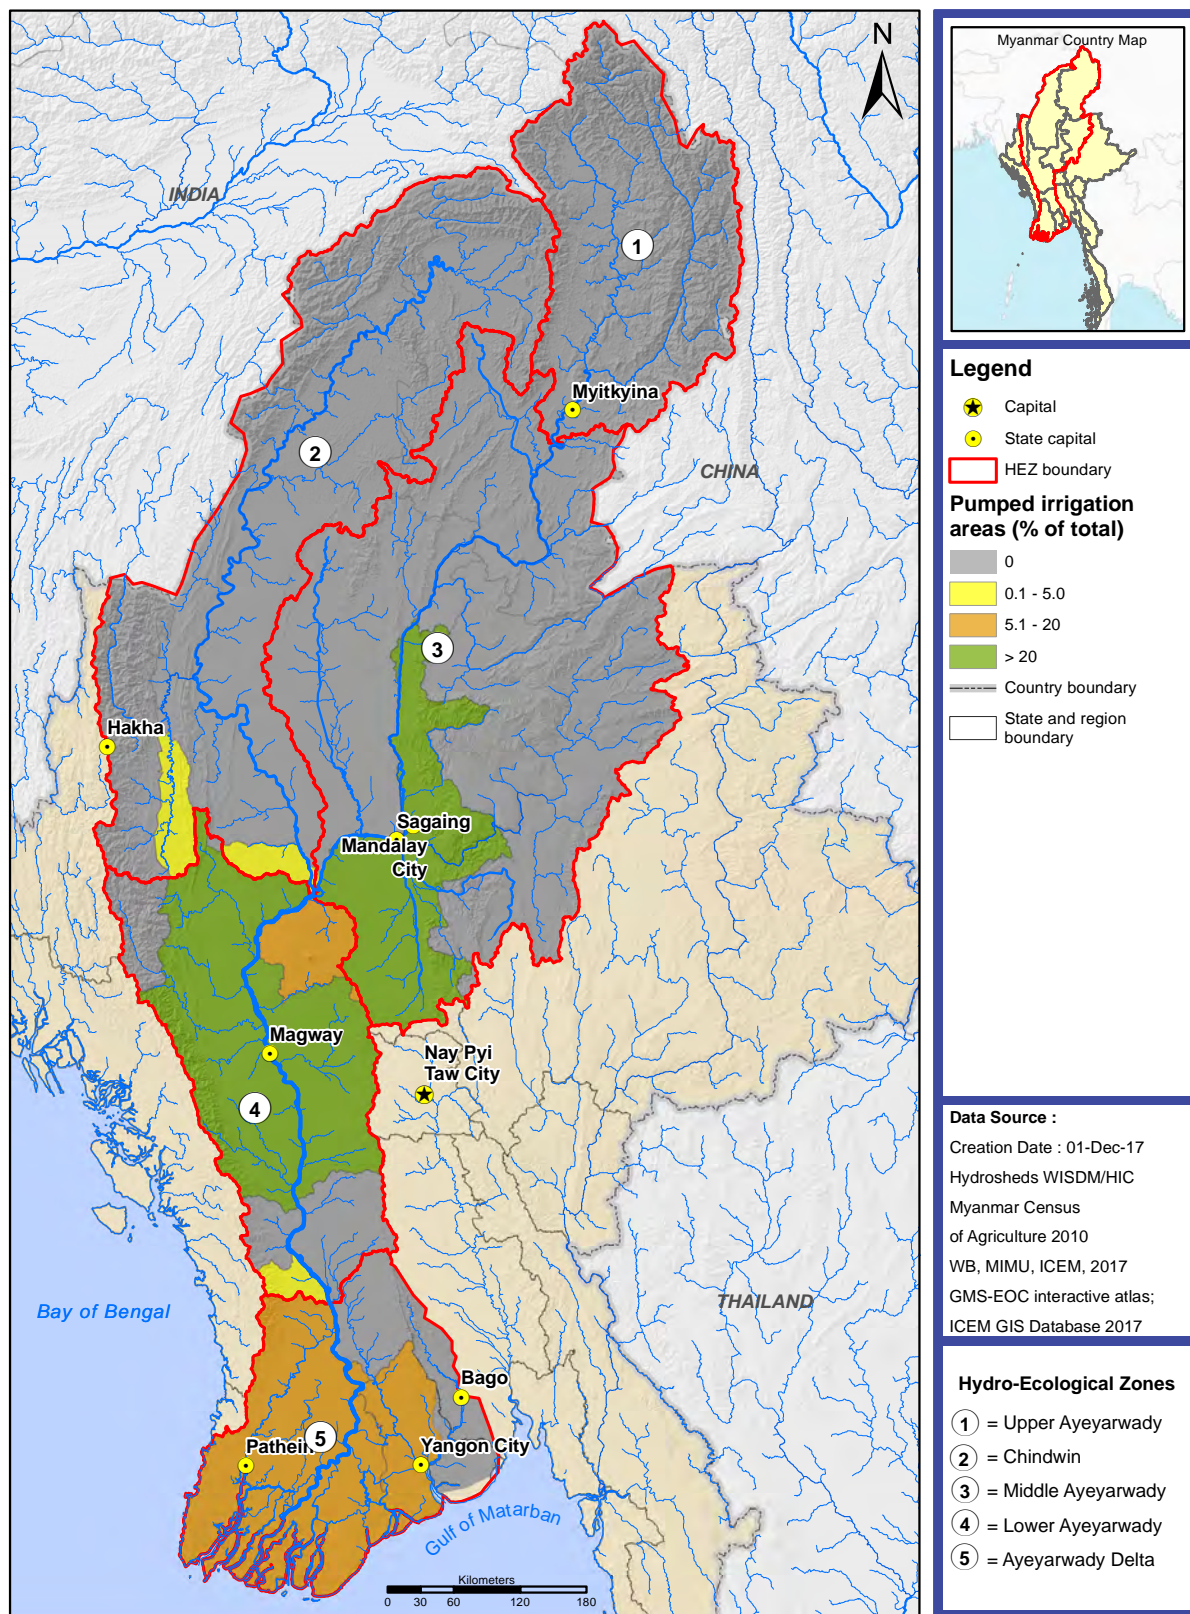 N
INDIA
1
Myitkyina
2
CHINA
3
Hakha
Sagaing
Mandalay
City
Magway
Nay Pyi
Taw City
4
Bay of Bengal
THAILAND
Bago
Pathein
5
Yangon City
Gulf of Matarban
Kilometers
0 30 60 120 180
Myanmar Country Map
Legend
Capital
State capital
HEZ boundary
Pumped irrigation
areas (% of total)
0
0.1 - 5.0
5.1 - 20
> 20
Country boundary
State and region
boundary
Data Source :
Creation Date : 01-Dec-17
Hydrosheds WISDM/HIC
Myanmar Census
of Agriculture 2010
WB, MIMU, ICEM, 2017
GMS-EOC interactive atlas;
ICEM GIS Database 2017
Hydro-Ecological Zones
1 = Upper Ayeyarwady
2 = Chindwin
3 = Middle Ayeyarwady
4 = Lower Ayeyarwady
5 = Ayeyarwady Delta